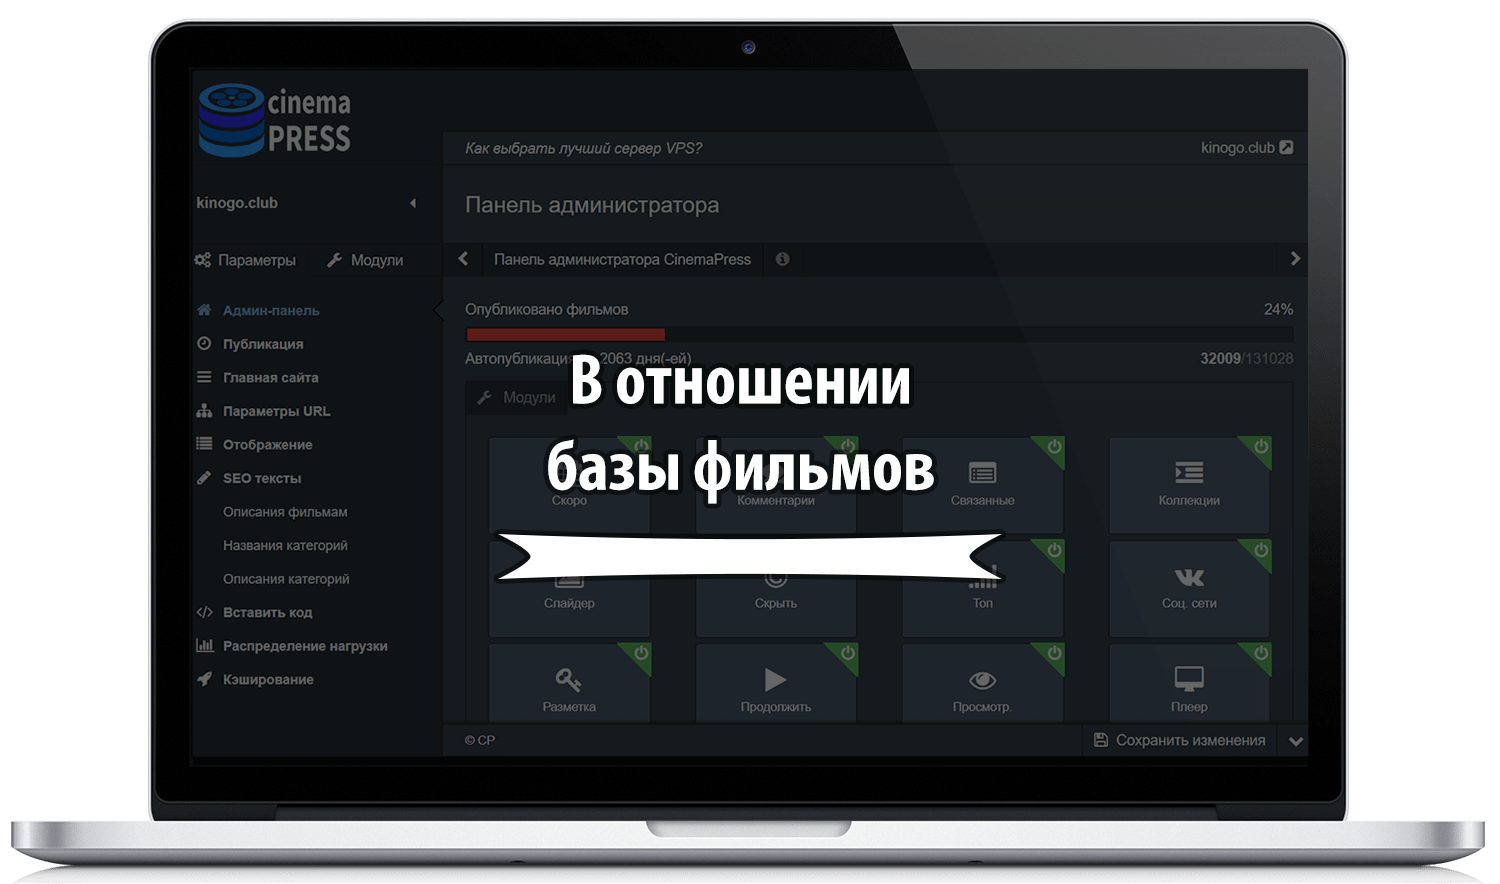 cinema
PRESS
Как выбрать лучший сервер VPS?
kinogo.club
kinogo.club
Панель администратора
Параметры
Модули
Панель администратора CinemaPress
Админ-панель
Публикация
Главная сайта
Параметры URL
Отображение
SEO тексты
Описания фильмам
Названия категорий
Описания категорий
Вставить код
Распределение нагрузки
Кэширование
Опубликовано фильмов
24%
2063 дня(-ей)
32009/131028
Модули
В отношении
базы фильмов
Скоро
Комментарии
Связанные
Коллекции
Слайдер
Скрыть
Топ
Соц. сети
Разметка
Продолжить
Просмотр.
Плеер
© CP
Сохранить изменения